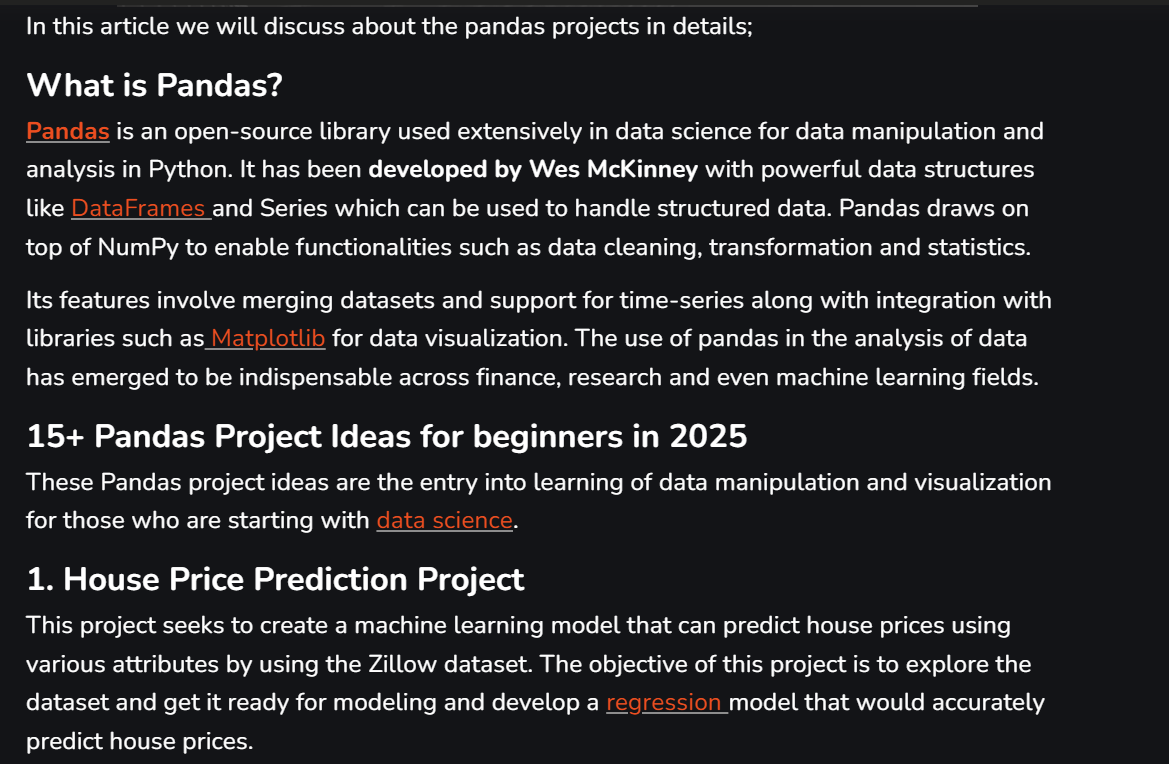 In this article we will discuss about the pandas projects in details;
What is Pandas?
Pandas is an open-source library used extensively in data science for data manipulation and
analysis in Python. It has been developed by Wes McKinney with powerful data structures
like DataFrames and Series which can be used to handle structured data. Pandas draws on
top of NumPy to enable functionalities such as data cleaning, transformation and statistics.
Its features involve merging datasets and support for time-series along with integration with
libraries such as Matplotlib for data visualization. The use of pandas in the analysis of data
has emerged to be indispensable across finance, research and even machine learning fields.
15+ Pandas Project Ideas for beginners in 2025
These Pandas project ideas are the entry into learning of data manipulation and visualization
for those who are starting with data science.
1. House Price Prediction Project
This project seeks to create a machine learning model that can predict house prices using
various attributes by using the Zillow dataset. The objective of this project is to explore the
dataset and get it ready for modeling and develop a regression model that would accurately
predict house prices.